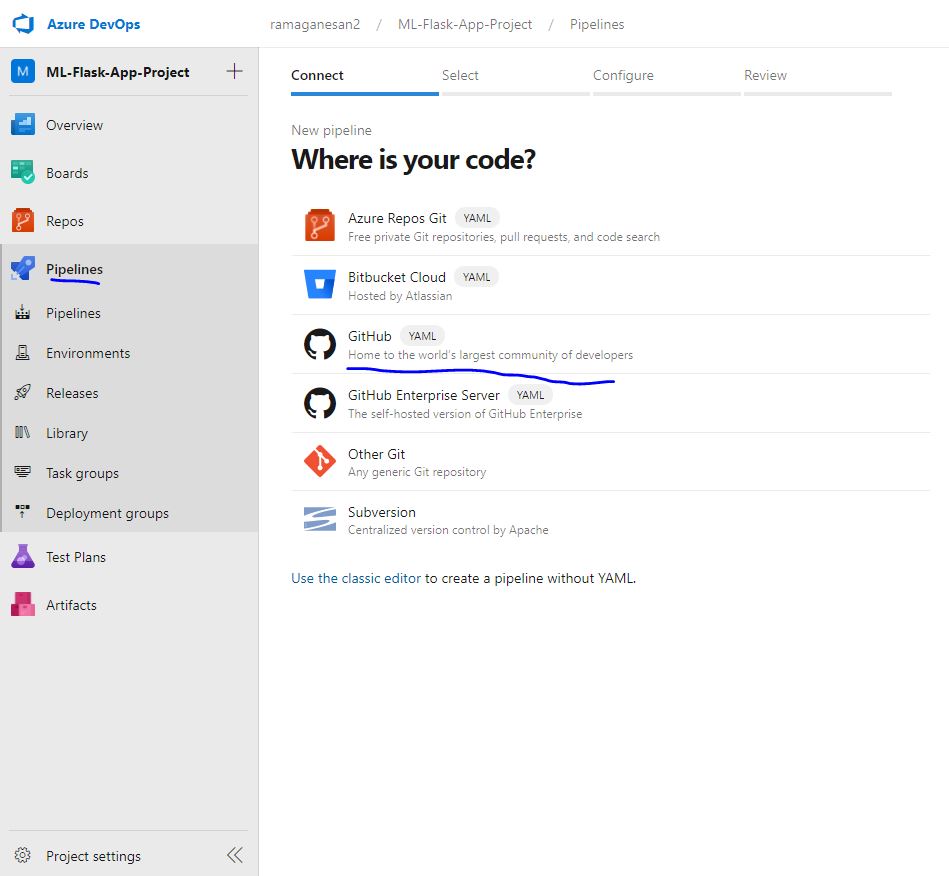 Azure DevOps
ramaganesan2 / ML-Flask-App-Project / Pipelines
M ML-Flask-App-Project
Overview
Boards
Repos
Pipelines
Pipelines
Environments
Releases
Library
Task groups
Deployment groups
Test Plans
Artifacts
Project settings
Connect Select Configure Review
New pipeline
Where is your code?
Azure Repos Git YAML
Free private Git repositories, pull requests, and code search
Bitbucket Cloud YAML
Hosted by Atlassian
GitHub YAML
Home to the world's largest community of developers
GitHub Enterprise Server YAML
The self-hosted version of GitHub Enterprise
Other Git
Any generic Git repository
Subversion
Centralized version control by Apache
Use the classic editor to create a pipeline without YAML.